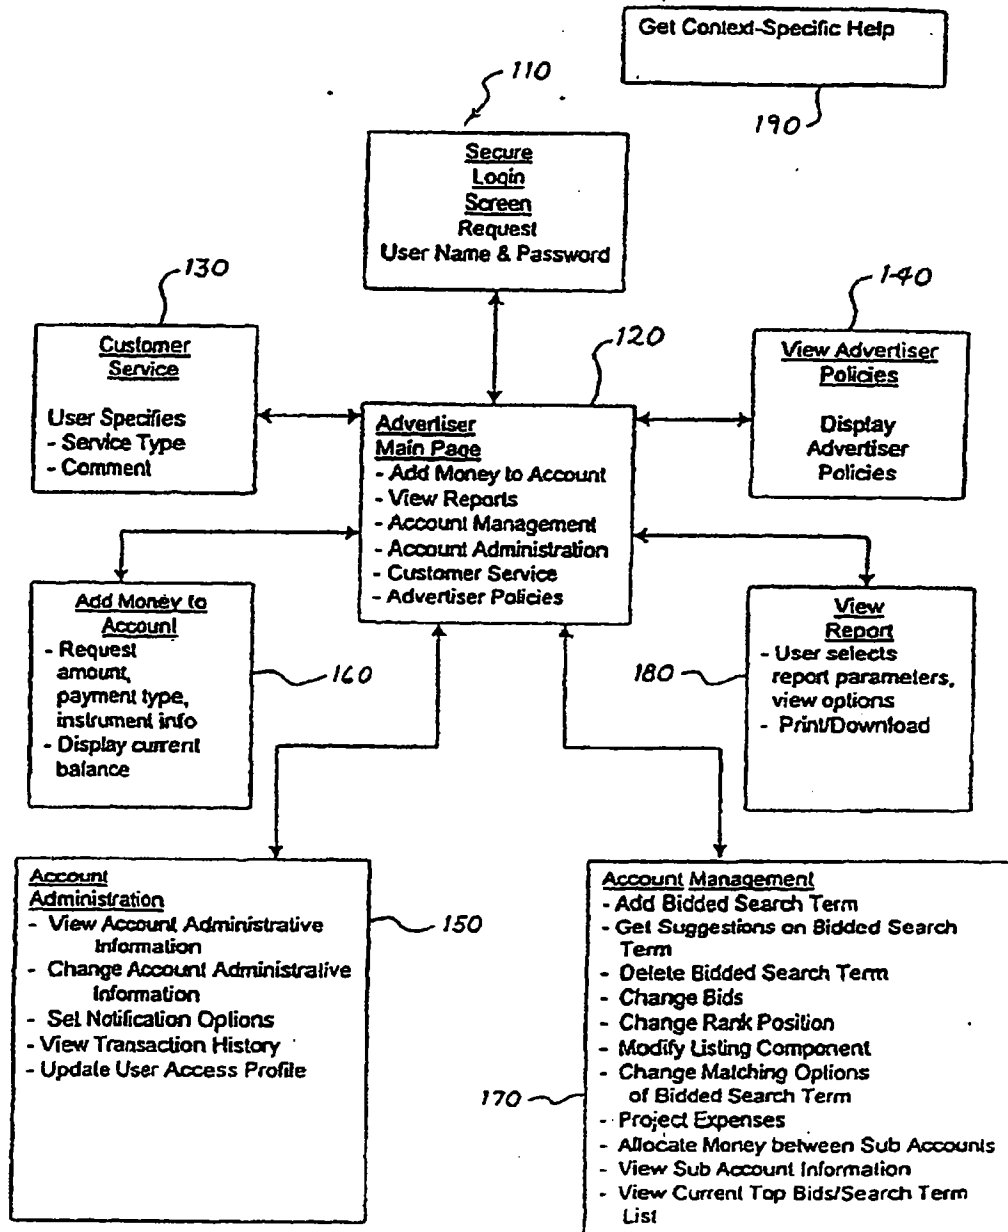 Get Context-Specific Help
190
110
Secure
Login
Screen
Request
User Name & Password
130
Customer
Service
User Specifies
- Service Type
- Comment
120
Advertiser
Main Page
- Add Money to Account
- View Reports
- Account Management
- Account Administration
- Customer Service
- Advertiser Policies
140
View Advertiser
Policies
Display
Advertiser
Policies
Add Money to
Account
- Request
amount,
payment type,
instrument info
- Display current
balance
160
180
View
Report
- User selects
report parameters,
view options
- Print/Download
Account
Administration
- View Account Administrative
Information
- Change Account Administrative
Information
- Set Notification Options
- View Transaction History
- Update User Access Profile
150
Account Management
- Add Bidded Search Term
- Get Suggestions on Bidded Search
Term
- Delete Bidded Search Term
- Change Bids
- Change Rank Position
- Modify Listing Component
- Change Matching Options
of Bidded Search Term
- Project Expenses
- Allocate Money between Sub Accounts
- View Sub Account Information
- View Current Top Bids/Search Term
List
170